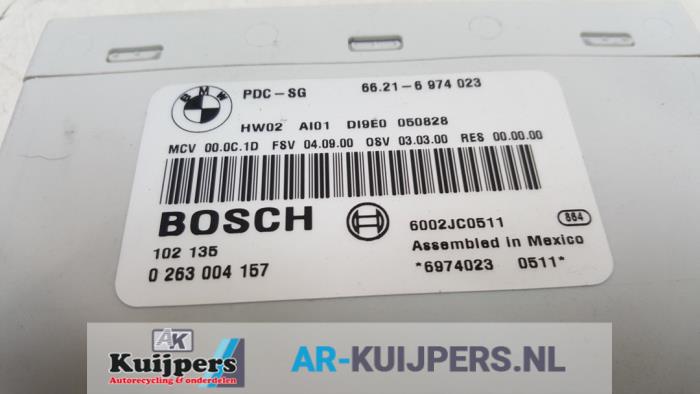 BMW PDC-SG 66.21-6 974 023
HW02 AI01 DI9E0 050828
MCV 00.0C.1D FSV 04.09.00 OSV 03.03.00 RES 00.00.00
BOSCH 6002JC0511 864
102 135 Assembled in Mexico
0 263 004 157 *6974023 0511*
AK
Kuijpers
Autorecycling & onderdelen
AR-KUIJPERS.NL